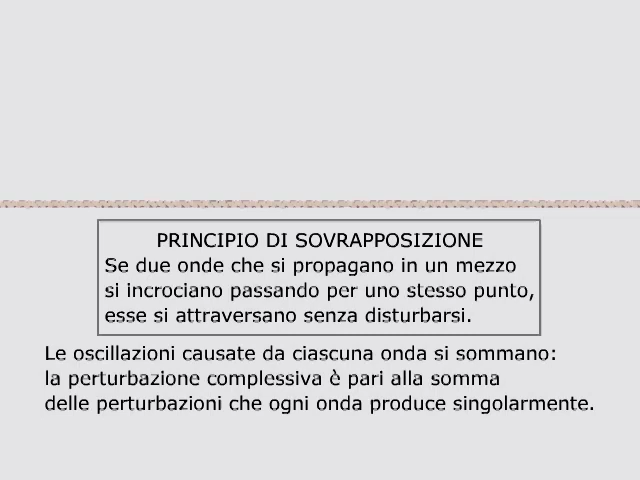 PRINCIPIO DI SOVRAPPOSIZIONE
Se due onde che si propagano in un mezzo
si incrociano passando per uno stesso punto,
esse si attraversano senza disturbarsi.
Le oscillazioni causate da ciascuna onda si sommano:
la perturbazione complessiva è pari alla somma
delle perturbazioni che ogni onda produce singolarmente.